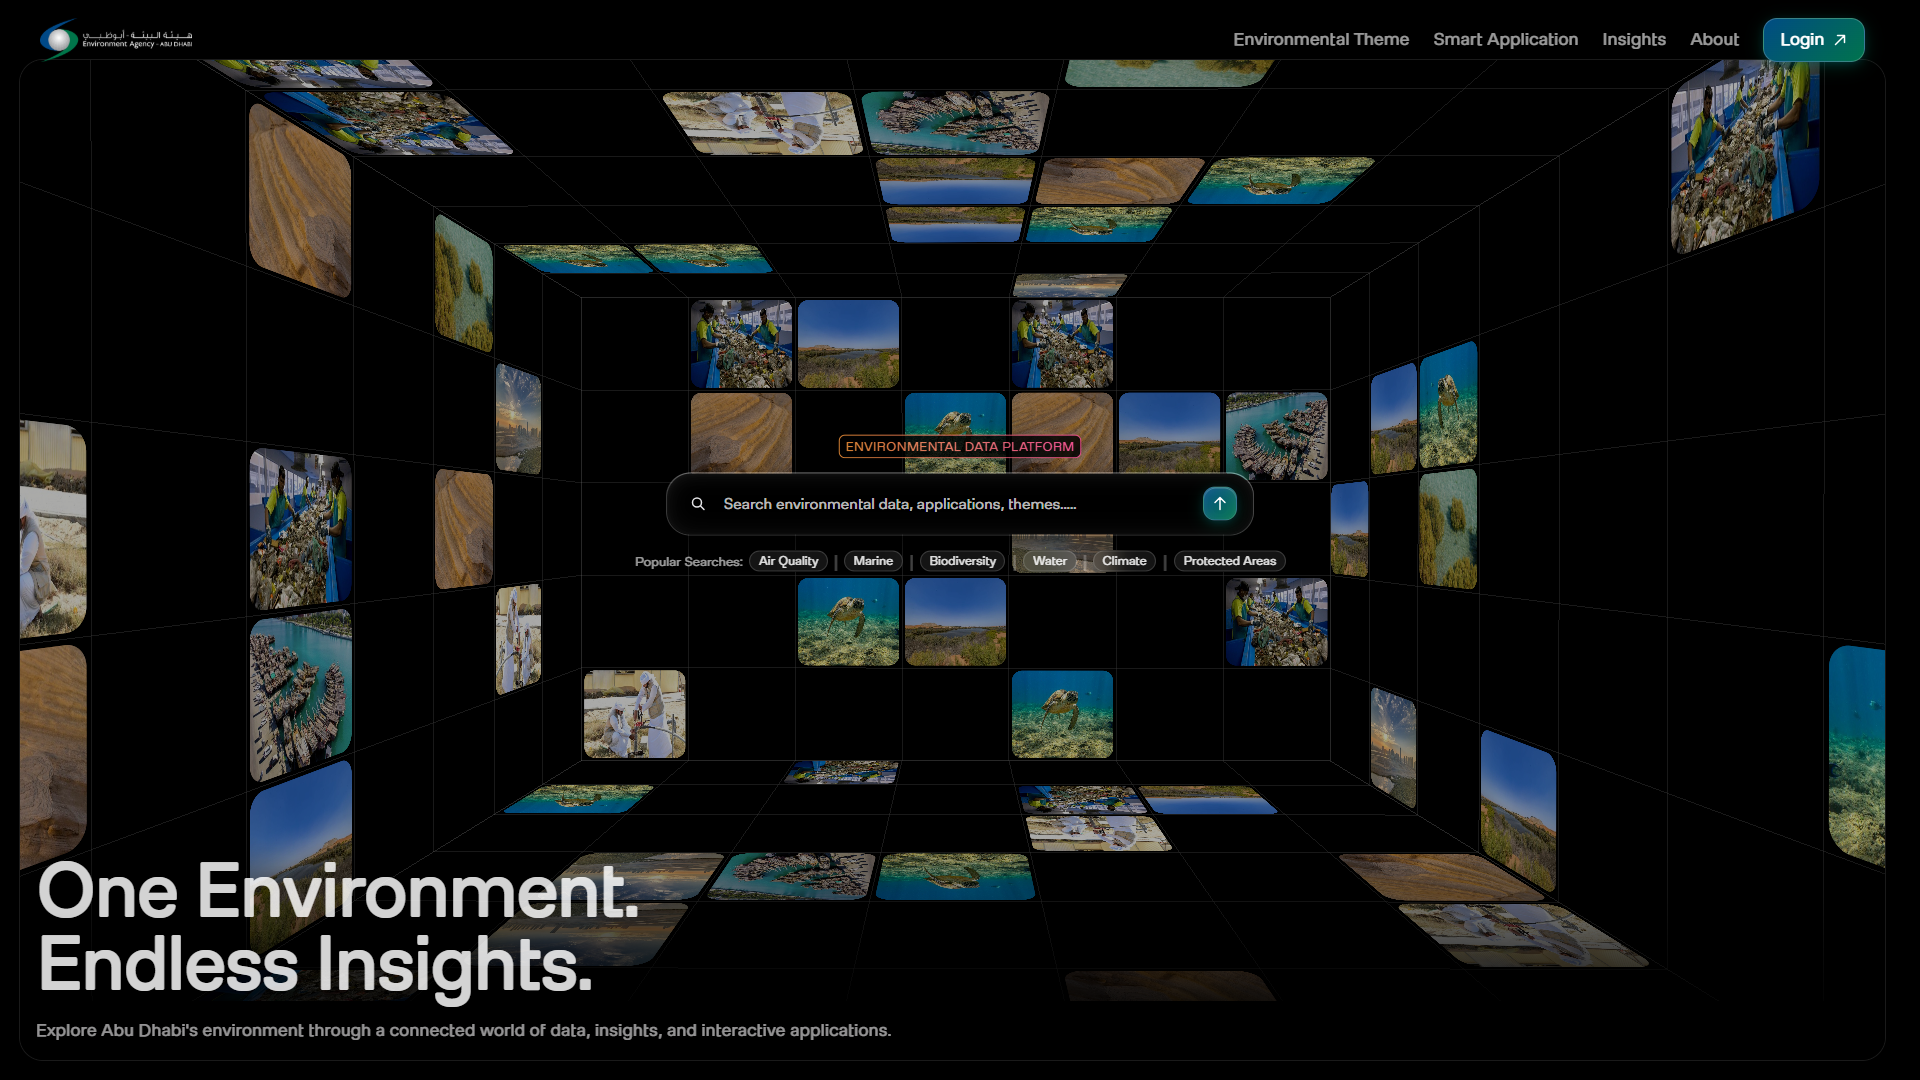 هيئة البيئة - أبوظبي
Environment Agency - ABU DHABI
Environmental Theme
Smart Application
Insights
About
Login
ENVIRONMENTAL DATA PLATFORM
Search environmental data, applications, themes.....
Popular Searches: Air Quality | Marine | Biodiversity | Water | Climate | Protected Areas
One Environment.
Endless Insights.
Explore Abu Dhabi's environment through a connected world of data, insights, and interactive applications.